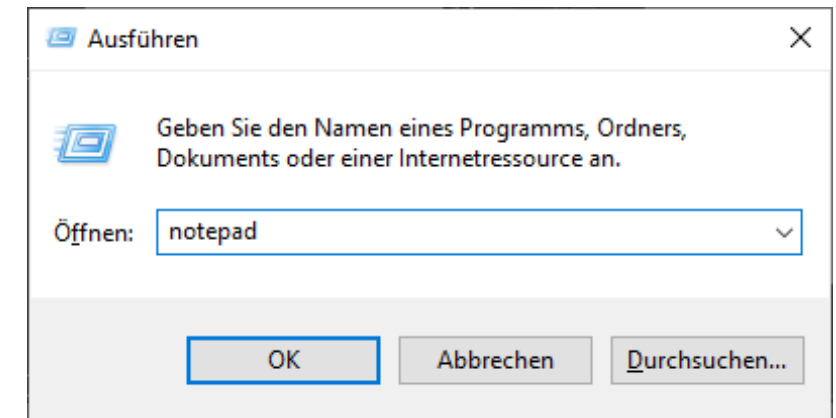 Ausführen
Geben Sie den Namen eines Programms, Ordners,
Dokuments oder einer Internetressource an.
Öffnen: notepad
OK Abbrechen Durchsuchen...